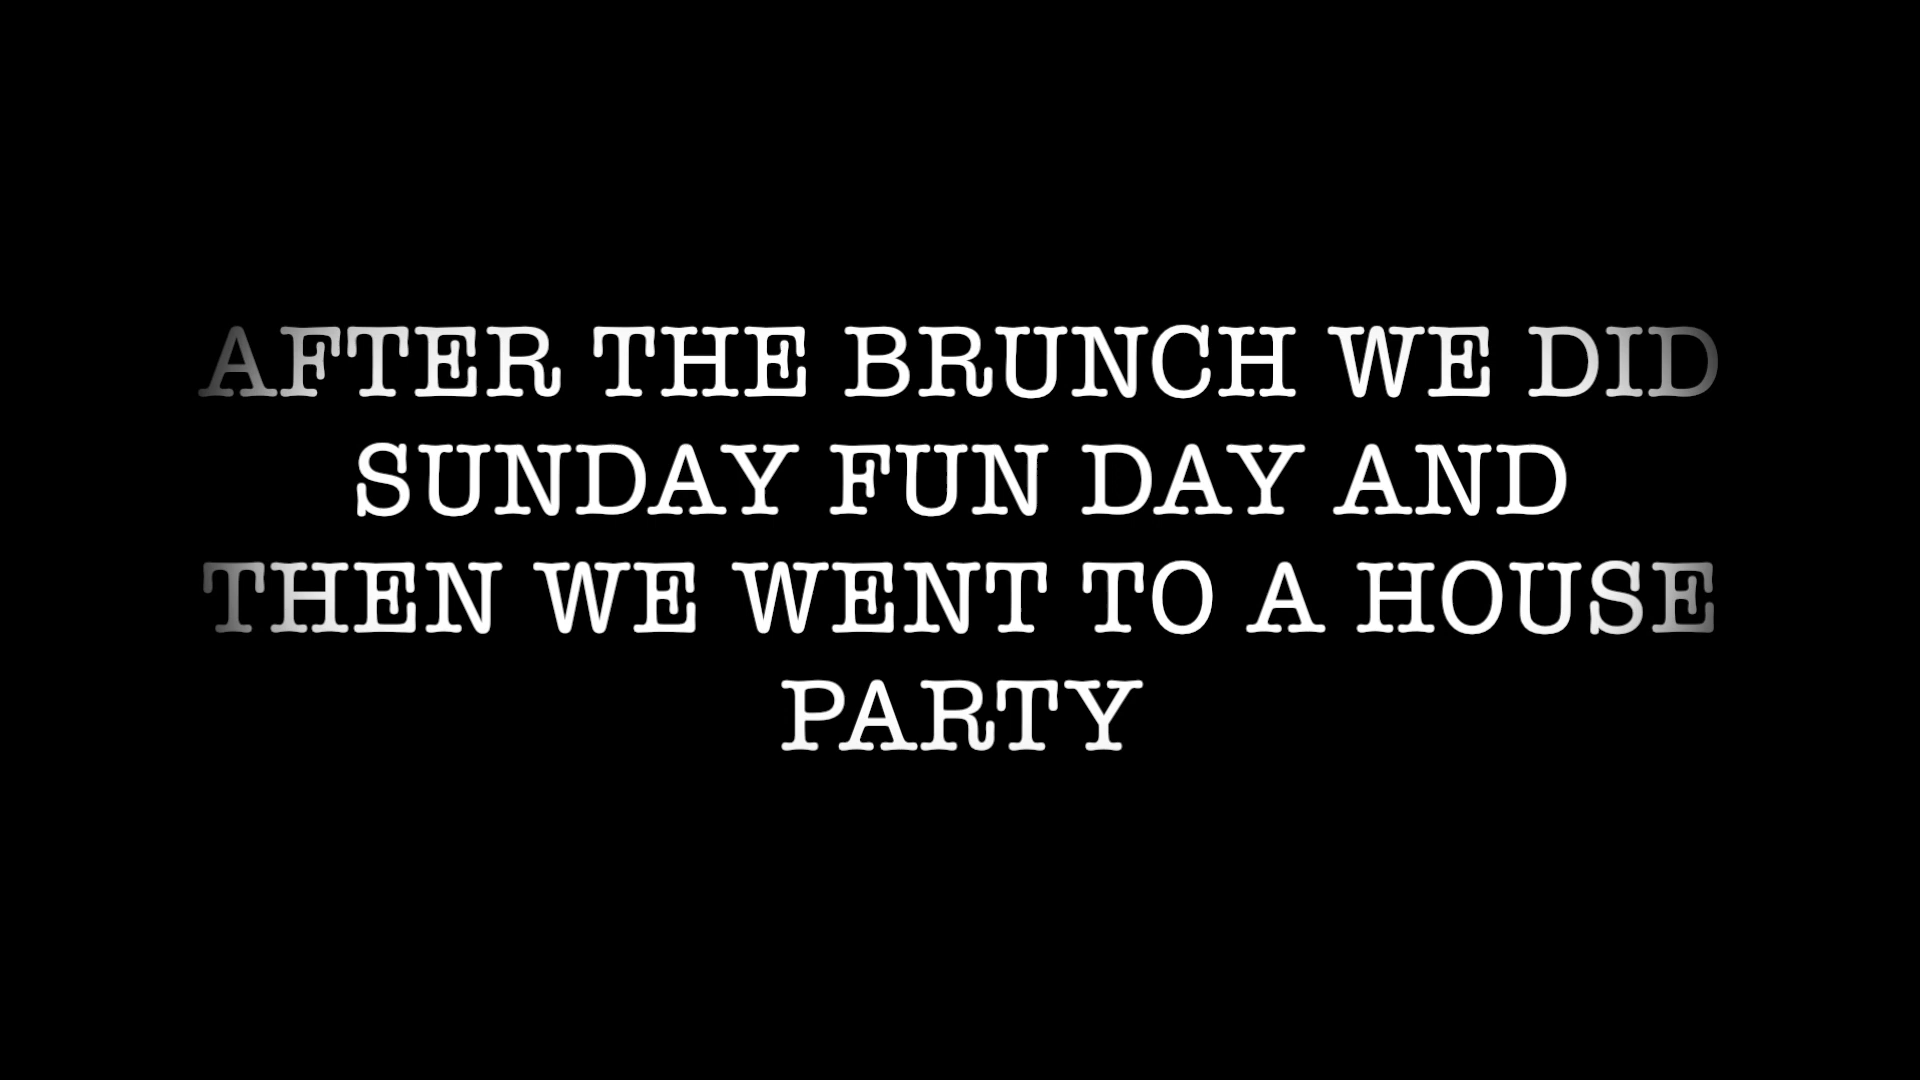 AFTER THE BRUNCH WE DID
SUNDAY FUN DAY AND
THEN WE WENT TO A HOUSE
PARTY